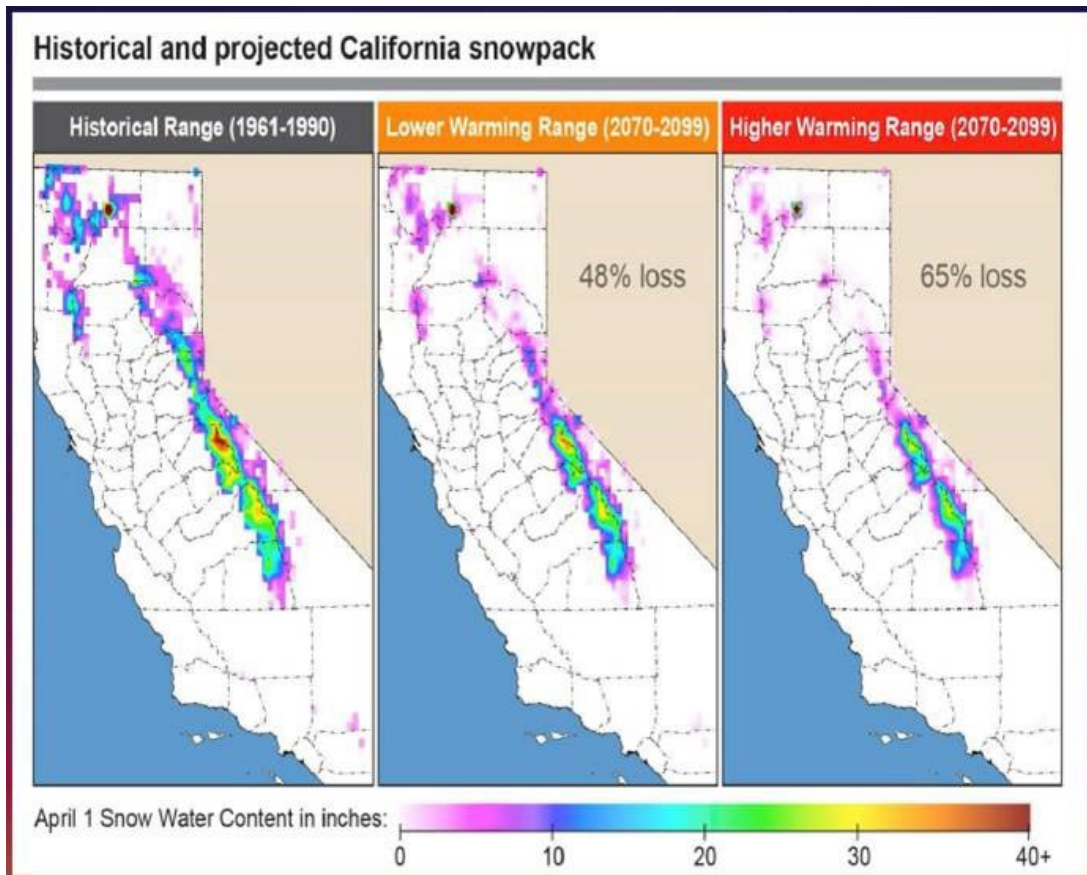 Historical and projected California snowpack
Historical Range (1961-1990)
Lower Warming Range (2070-2099)
Higher Warming Range (2070-2099)
48% loss
65% loss
April 1 Snow Water Content in inches:
0 10 20 30 40+